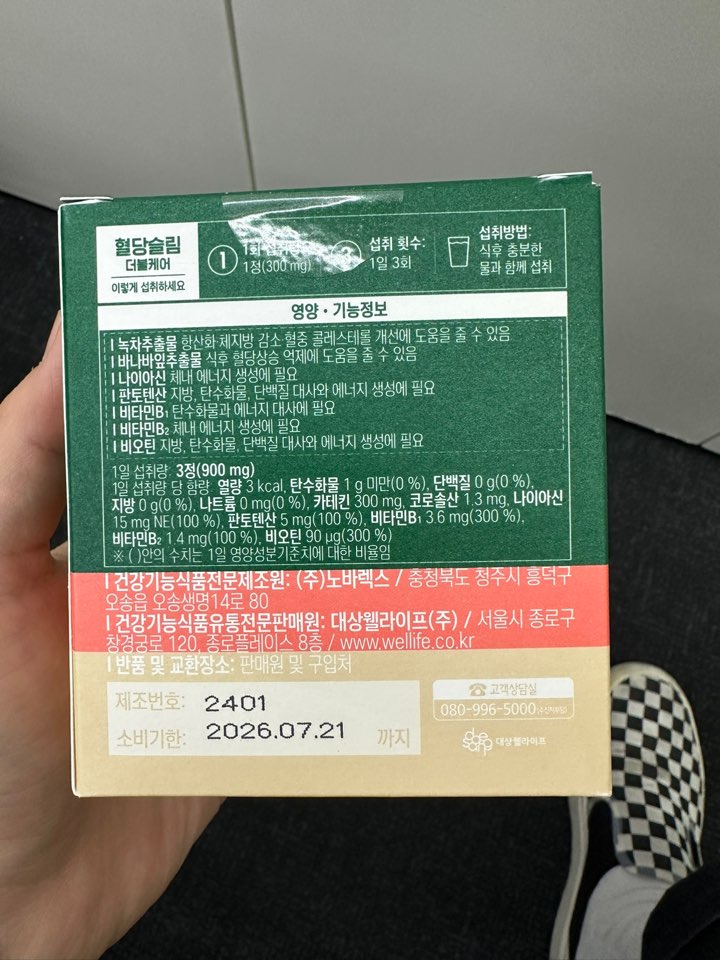 혈당슬림
더블케어
이렇게 섭취하세요
1
1정(300 mg)
섭취 횟수:
1일 3회
섭취방법:
식후 충분한
물과 함께 섭취
영양·기능정보
| 녹차추출물 항산화·체지방 감소·혈중 콜레스테롤 개선에 도움을 줄 수 있음
| 바나바잎추출물 식후 혈당상승 억제에 도움을 줄 수 있음
| 나이아신 체내 에너지 생성에 필요
| 판토텐산 지방, 탄수화물, 단백질 대사와 에너지 생성에 필요
| 비타민B₁ 탄수화물과 에너지 대사에 필요
| 비타민B₂ 체내 에너지 생성에 필요
| 비오틴 지방, 탄수화물, 단백질 대사와 에너지 생성에 필요
1일 섭취량 3정(900 mg)
1일 섭취량 당 함량 열량 3 kcal, 탄수화물 1 g 미만(0 %), 단백질 0 g(0 %),
지방 0 g(0 %), 나트륨 0 mg(0 %), 카테킨 300 mg, 코로솔산 1.3 mg, 나이아신
15 mg NE(100 %), 판토텐산 5 mg(100 %), 비타민B₁ 3.6 mg(300 %),
비타민B₂ 1.4 mg(100 %), 비오틴 90 μg(300 %)
※ ( )안의 수치는 1일 영양성분기준치에 대한 비율임
| 건강기능식품전문제조원: (주)노바렉스 / 충청북도 청주시 흥덕구
오송읍 오송생명14로 80
| 건강기능식품유통전문판매원: 대상웰라이프(주) / 서울시 종로구
창경궁로 120, 종로플레이스 8층 / www.wellife.co.kr
| 반품 및 교환장소: 판매원 및 구입처
제조번호: 2401
소비기한: 2026.07.21 까지
고객상담실
080-996-5000(수신자부담)
de sang 대상웰라이프